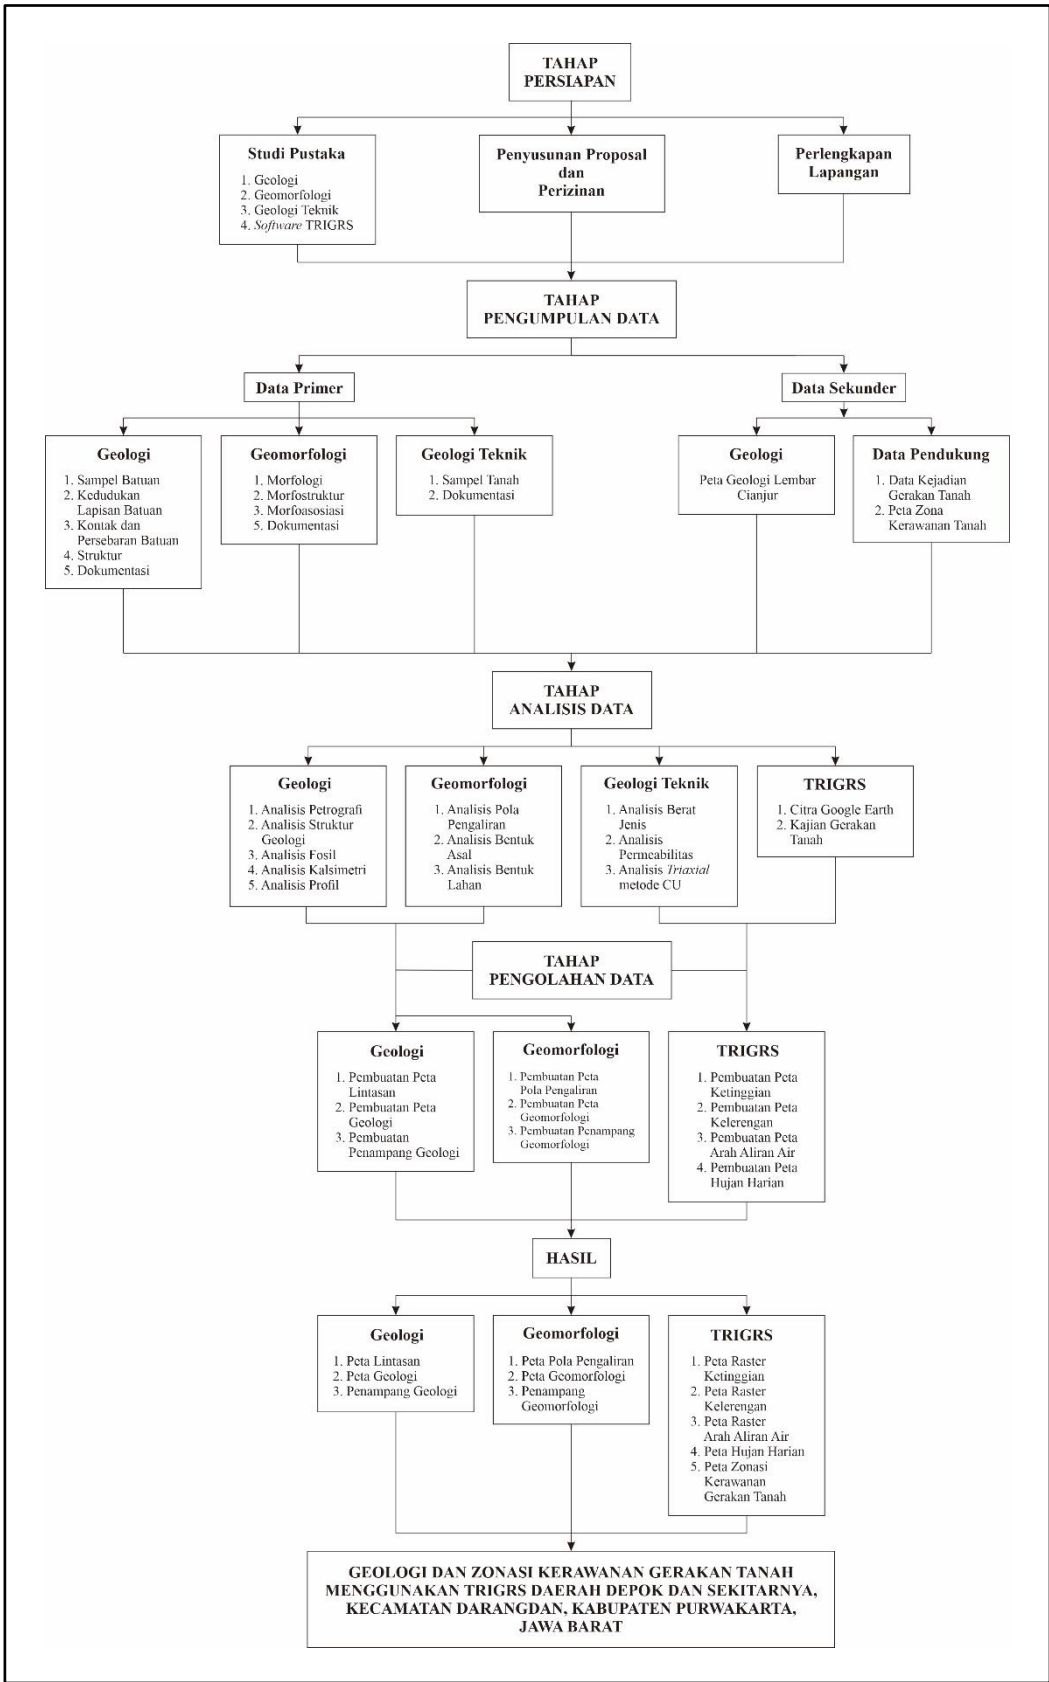 TAHAP
PERSIAPAN
Studi Pustaka
1. Geologi
2. Geomorfologi
3. Geologi Teknik
4. Software TRIGRS
Penyusunan Proposal
dan
Perizinan
Perlengkapan
Lapangan
TAHAP
PENGUMPULAN DATA
Data Primer
Data Sekunder
Geologi
1. Sampel Batuan
2. Kedudukan
Lapisan Batuan
3. Kontak dan
Persebaran Batuan
4. Struktur
5. Dokumentasi
Geomorfologi
1. Morfologi
2. Morfostruktur
3. Morfoasosiasi
5. Dokumentasi
Geologi Teknik
1. Sampel Tanah
2. Dokumentasi
Geologi
Peta Geologi Lembar
Cianjur
Data Pendukung
1. Data Kejadian
Gerakan Tanah
2. Peta Zona
Kerawanan Tanah
TAHAP
ANALISIS DATA
Geologi
1. Analisis Petrografi
2. Analisis Struktur
Geologi
3. Analisis Fosil
4. Analisis Kalsimetri
5. Analisis Profil
Geomorfologi
1. Analisis Pola
Pengaliran
2. Analisis Bentuk
Asal
3. Analisis Bentuk
Lahan
Geologi Teknik
1. Analisis Berat
Jenis
2. Analisis
Permeabilitas
3. Analisis Triaxial
metode CU
TRIGRS
1. Citra Google Earth
2. Kajian Gerakan
Tanah
TAHAP
PENGOLAHAN DATA
Geologi
1. Pembuatan Peta
Lintasan
2. Pembuatan Peta
Geologi
3. Pembuatan
Penampang Geologi
Geomorfologi
1. Pembuatan Peta
Pola Pengaliran
2. Pembuatan Peta
Geomorfologi
3. Pembuatan Penampang
Geomorfologi
TRIGRS
1. Pembuatan Peta
Ketinggian
2. Pembuatan Peta
Kelerengan
3. Pembuatan Peta
Arah Aliran Air
4. Pembuatan Peta
Hujan Harian
HASIL
Geologi
1. Peta Lintasan
2. Peta Geologi
3. Penampang Geologi
Geomorfologi
1. Peta Pola Pengaliran
2. Peta Geomorfologi
3. Penampang
Geomorfologi
TRIGRS
1. Peta Raster
Ketinggian
2. Peta Raster
Kelerengan
3. Peta Raster
Arah Aliran Air
4. Peta Hujan Harian
5. Peta Zonasi
Kerawanan
Gerakan Tanah
GEOLOGI DAN ZONASI KERAWANAN GERAKAN TANAH
MENGGUNAKAN TRIGRS DAERAH DEPOK DAN SEKITARNYA,
KECAMATAN DARANGDAN, KABUPATEN PURWAKARTA,
JAWA BARAT